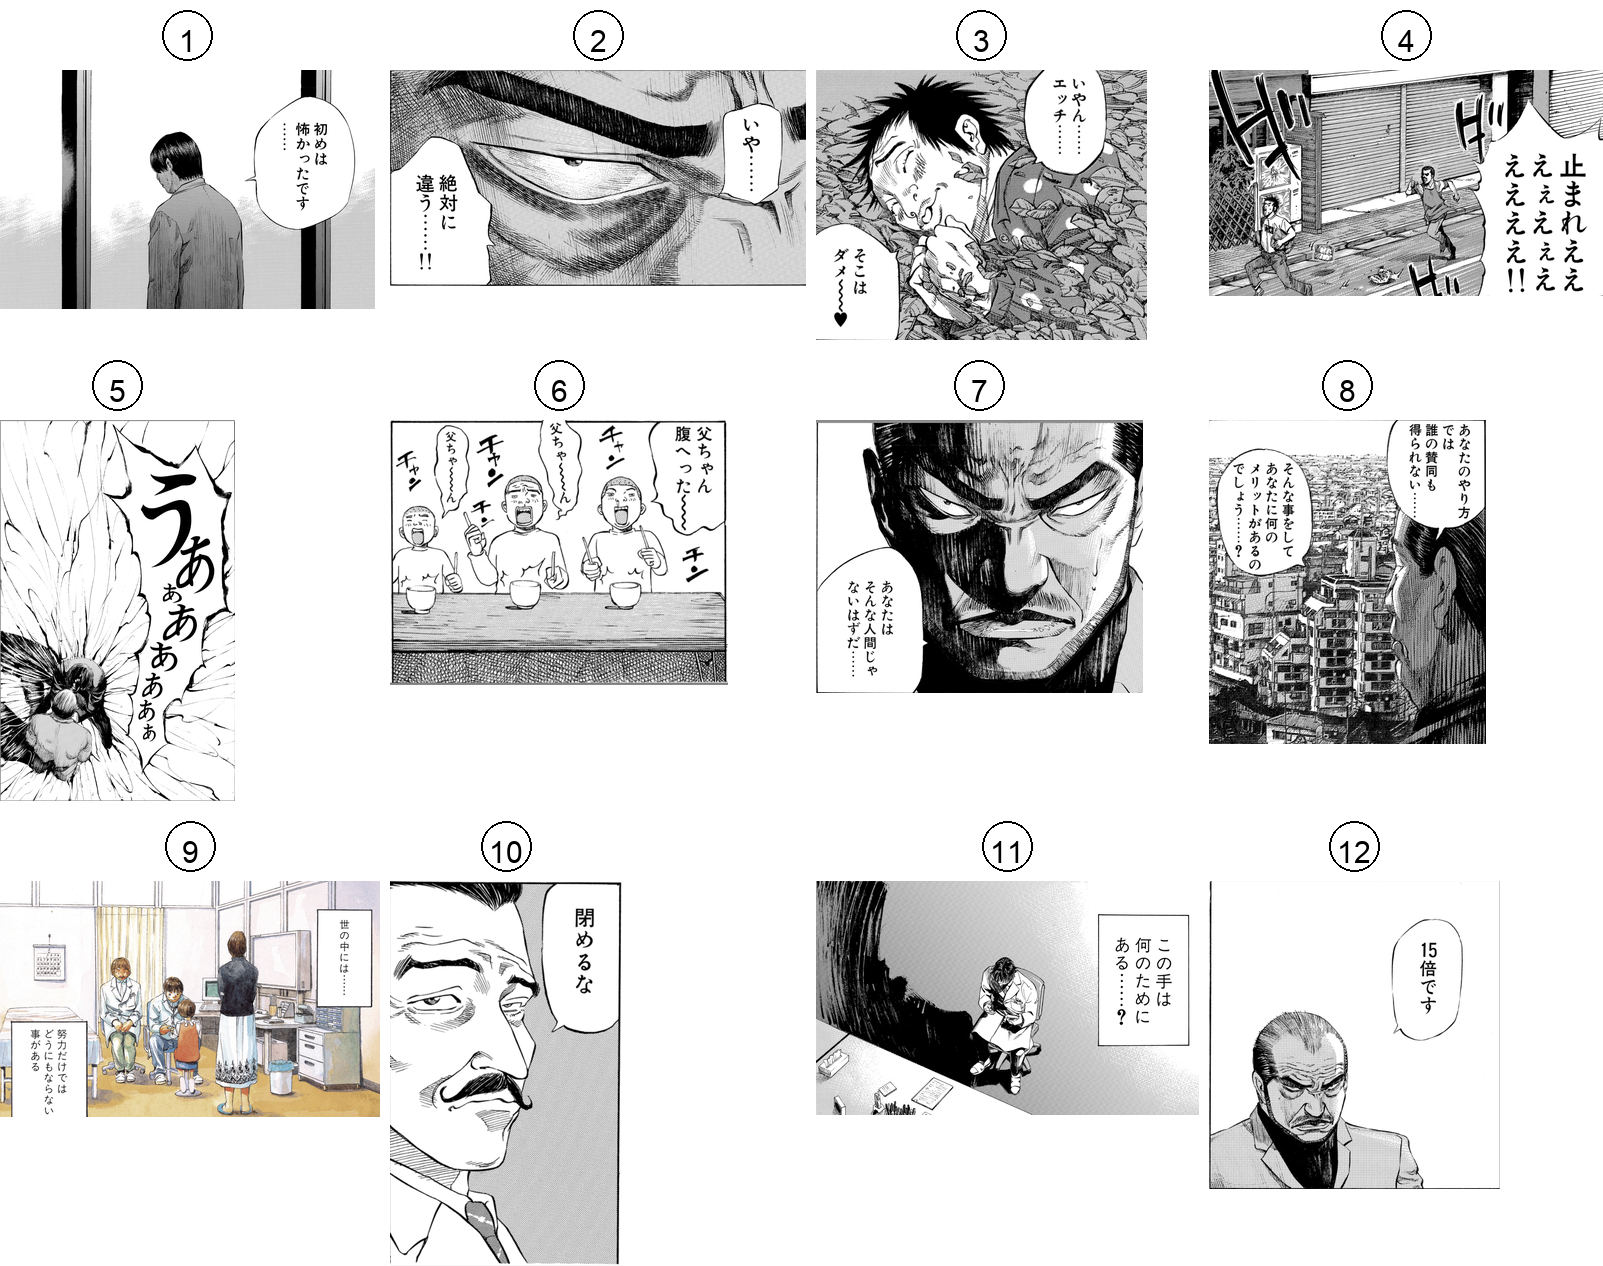 1
初めは
怖かったです
……
2
いや……
絶対に
違う……!!
3
いやん……
エッチ……
そこは
ダメ〜〜〜♥
4
止まれええ
えぇえぇえ
えええええ!!
ドドド
ドドッ
ドドッ
5
うあぁああああぁ
6
父ちゃん
腹へった〜〜
父ちゃ〜〜〜ん
父ちゃ〜〜〜ん
チャン
チャン
チャン
チン
チン
7
あなたは
そんな人間じゃ
ないはずだ……
8
あなたのやり方
では
誰の賛同も
得られない……
そんな事をして
あなたに何の
メリットがあるの
でしょう……?
9
世の中には……
努力だけでは
どうにもならない
事がある
10
閉めるな
11
この手は
何のために
ある……?
12
15倍です